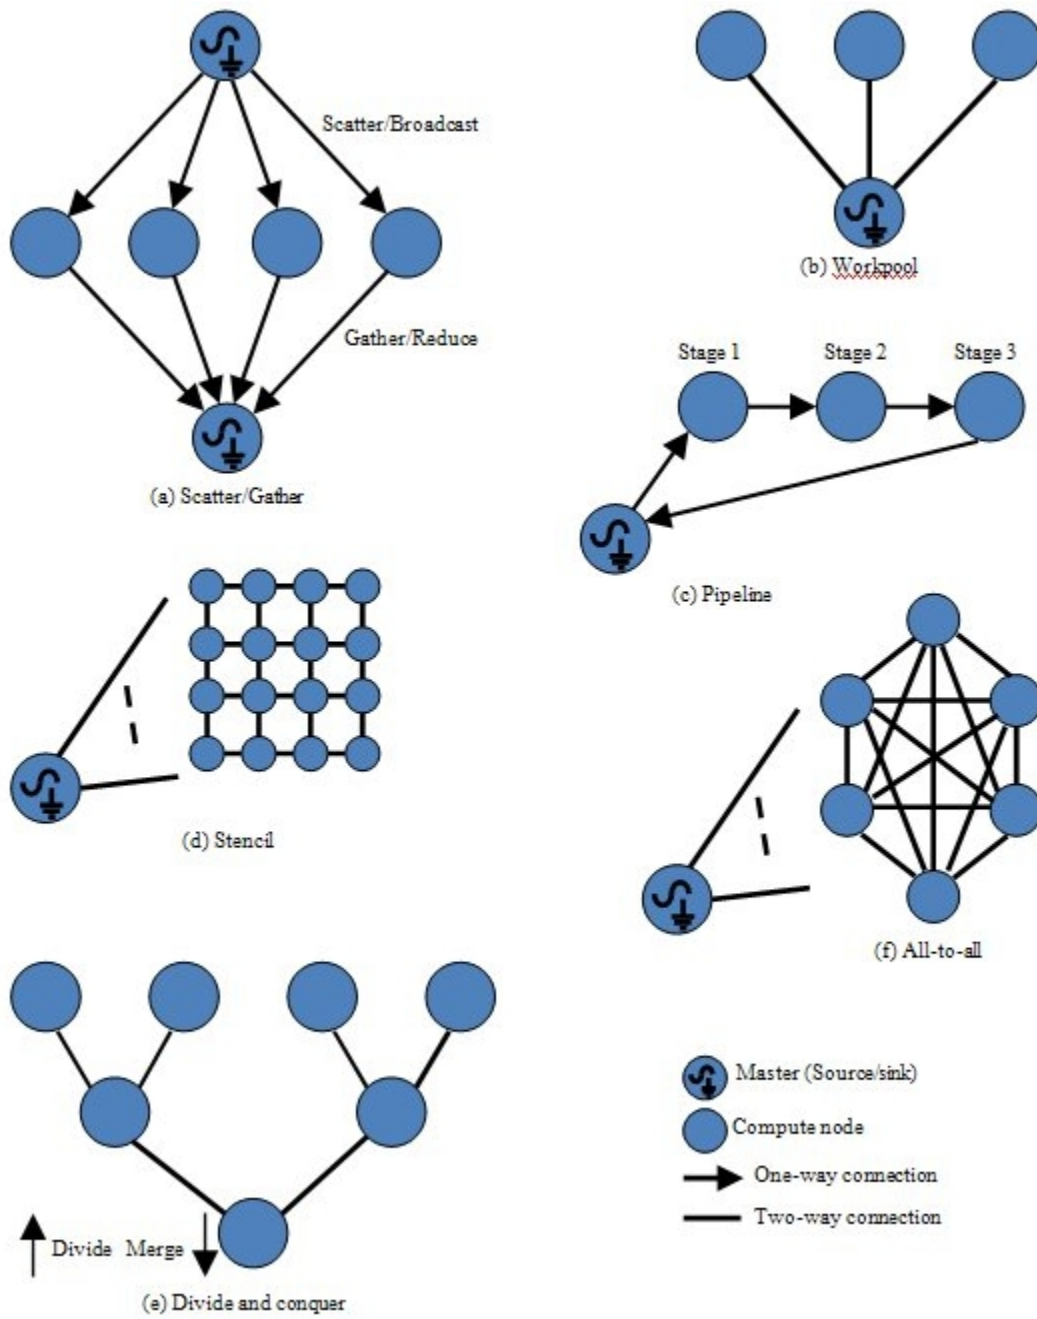 Scatter/Broadcast
Gather/Reduce
(a) Scatter/Gather
(b) Workpool
Stage 1 Stage 2 Stage 3
(c) Pipeline
(d) Stencil
(f) All-to-all
Divide Merge
(e) Divide and conquer
Master (Source/sink)
Compute node
One-way connection
Two-way connection